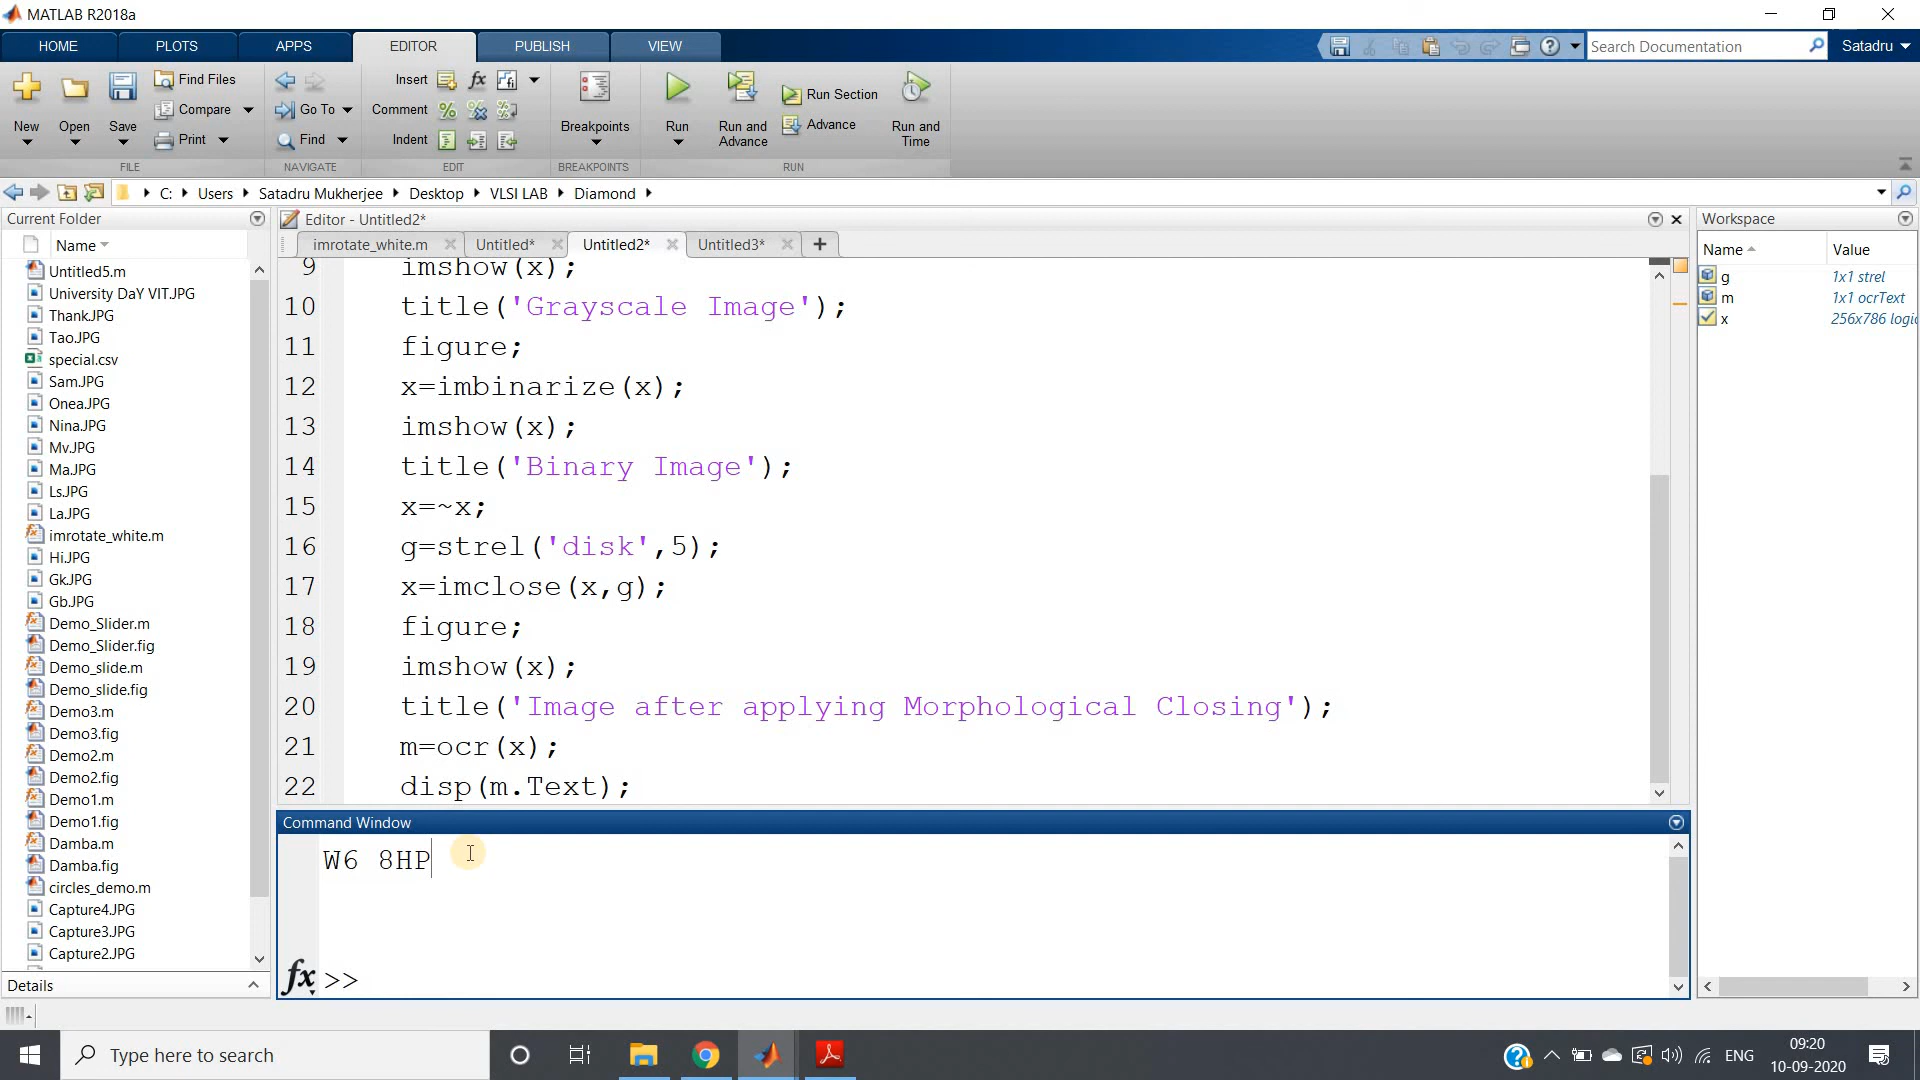 MATLAB R2018a
HOME PLOTS APPS EDITOR PUBLISH VIEW Search Documentation Satadru
New Open Save Find Files Compare Print Go To Find Insert fx Comment Indent Breakpoints Run Run and Advance Run Section Advance Run and Time
FILE NAVIGATE EDIT BREAKPOINTS RUN
C: Users Satadru Mukherjee Desktop VLSI LAB Diamond
Current Folder
Name
Untitled5.m
University DaY VIT.JPG
Thank.JPG
Tao.JPG
special.csv
Sam.JPG
Onea.JPG
Nina.JPG
Mv.JPG
Ma.JPG
Ls.JPG
La.JPG
imrotate_white.m
Hi.JPG
Gk.JPG
Gb.JPG
Demo_Slider.m
Demo_Slider.fig
Demo_slide.m
Demo_slide.fig
Demo3.m
Demo3.fig
Demo2.m
Demo2.fig
Demo1.m
Demo1.fig
Damba.m
Damba.fig
circles_demo.m
Capture4.JPG
Capture3.JPG
Capture2.JPG
Details
Editor - Untitled2*
imrotate_white.m Untitled* Untitled2* Untitled3* +
9 imshow(x);
10 title('Grayscale Image');
11 figure;
12 x=imbinarize(x);
13 imshow(x);
14 title('Binary Image');
15 x=~x;
16 g=strel('disk',5);
17 x=imclose(x,g);
18 figure;
19 imshow(x);
20 title('Image after applying Morphological Closing');
21 m=ocr(x);
22 disp(m.Text);
Command Window
W6 8HP
fx >>
Workspace
Name Value
g 1x1 strel
m 1x1 ocrText
x 256x786 logic
Type here to search
ENG
09:20
10-09-2020